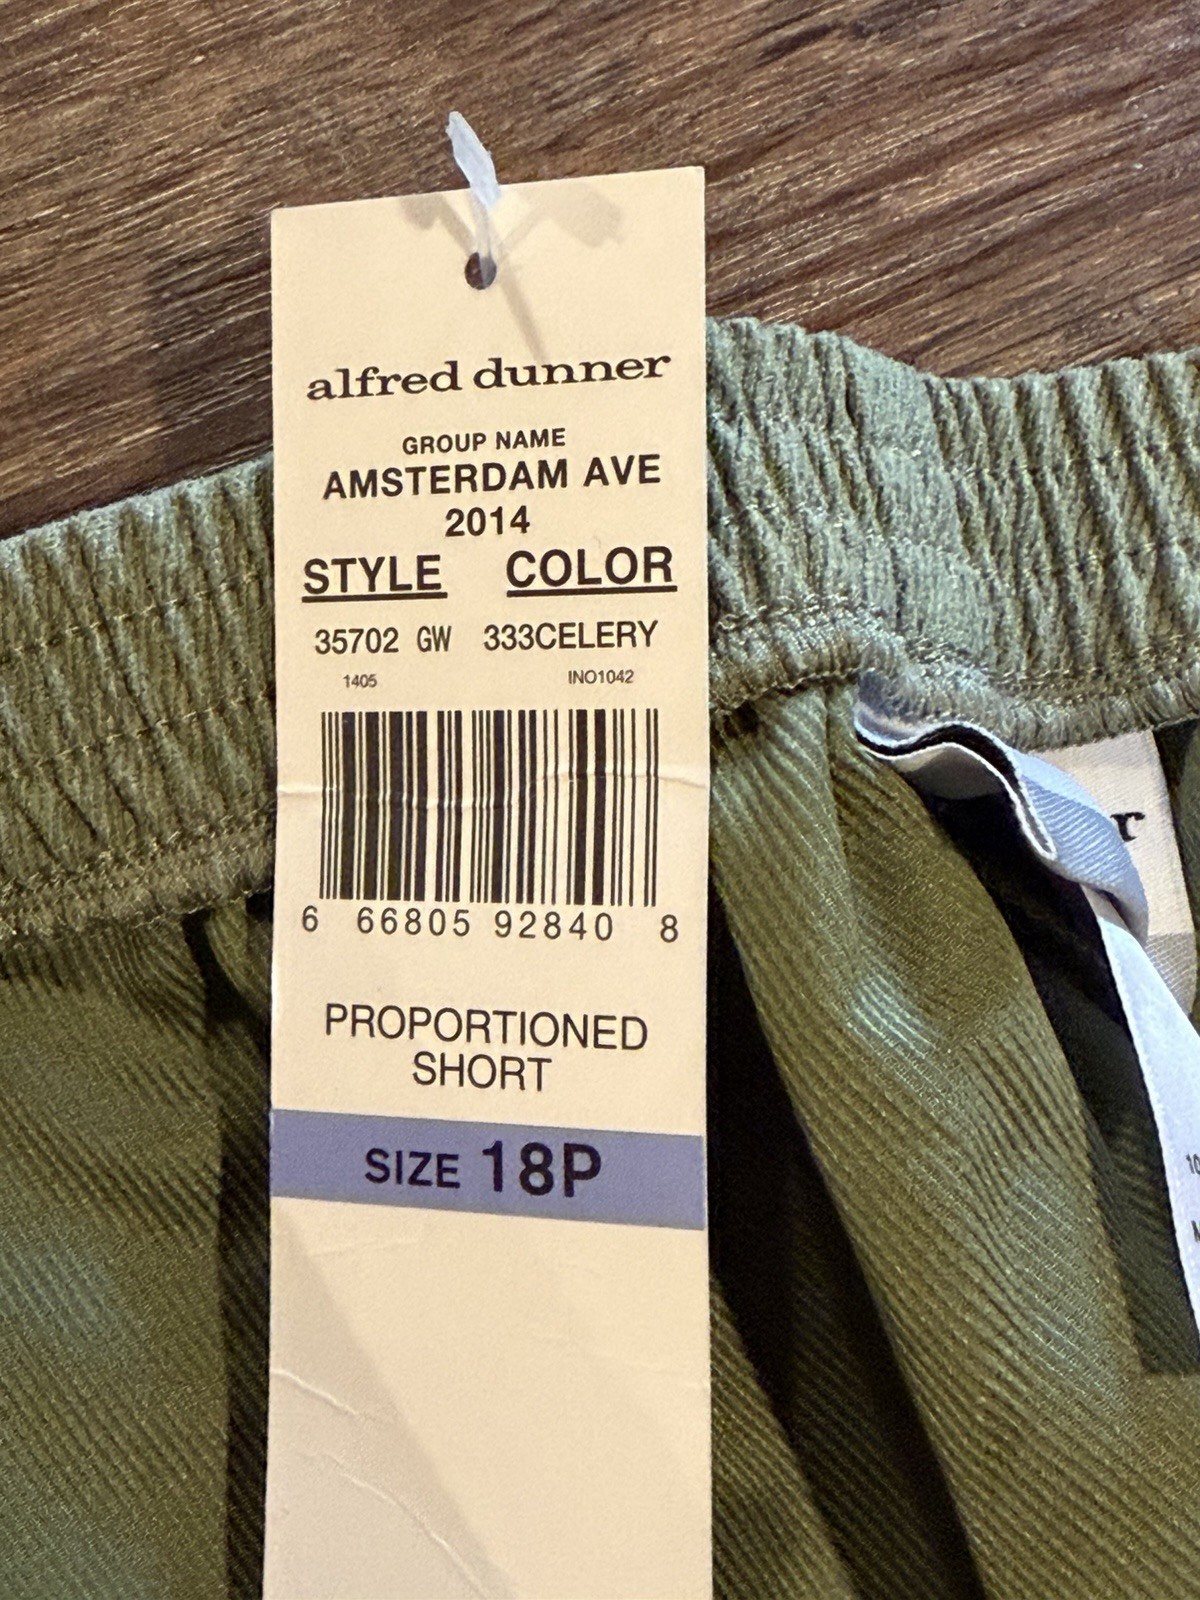 alfred dunner
GROUP NAME
AMSTERDAM AVE
2014
STYLE COLOR
35702 GW 333CELERY
1405 INO1042
6 66805 92840 8
PROPORTIONED
SHORT
SIZE 18P
r
10